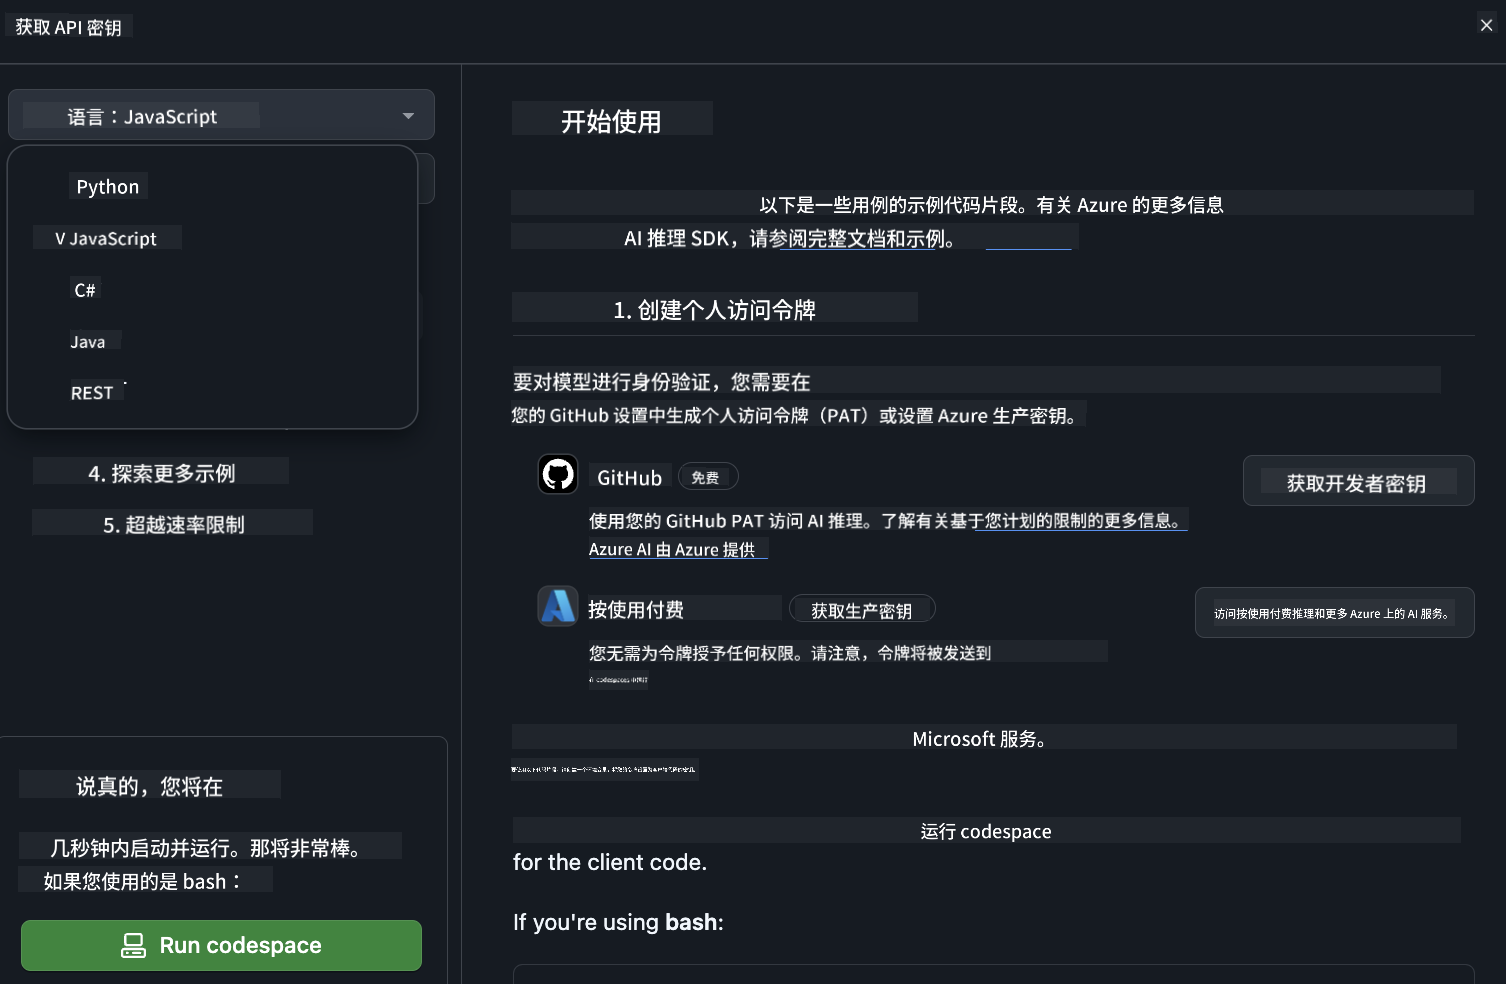 获取 API 密钥
语言：JavaScript
Python
V JavaScript
C#
Java
REST
4. 探索更多示例
5. 超越速率限制
说真的，您将在
几秒钟内启动并运行。那将非常棒。
如果您使用的是 bash：
Run codespace
开始使用
以下是一些用例的示例代码片段。有关 Azure 的更多信息
AI 推理 SDK，请参阅完整文档和示例。
1. 创建个人访问令牌
要对模型进行身份验证，您需要在
您的 GitHub 设置中生成个人访问令牌（PAT）或设置 Azure 生产密钥。
GitHub 免费
获取开发者密钥
使用您的 GitHub PAT 访问 AI 推理。了解有关基于您计划的限制的更多信息。
Azure AI 由 Azure 提供
按使用付费 获取生产密钥
访问按使用付费推理和更多 Azure 上的 AI 服务。
您无需为令牌授予任何权限。请注意，令牌将被发送到
在 codespaces 中运行
Microsoft 服务。
运行 codespace
for the client code.
If you're using bash: